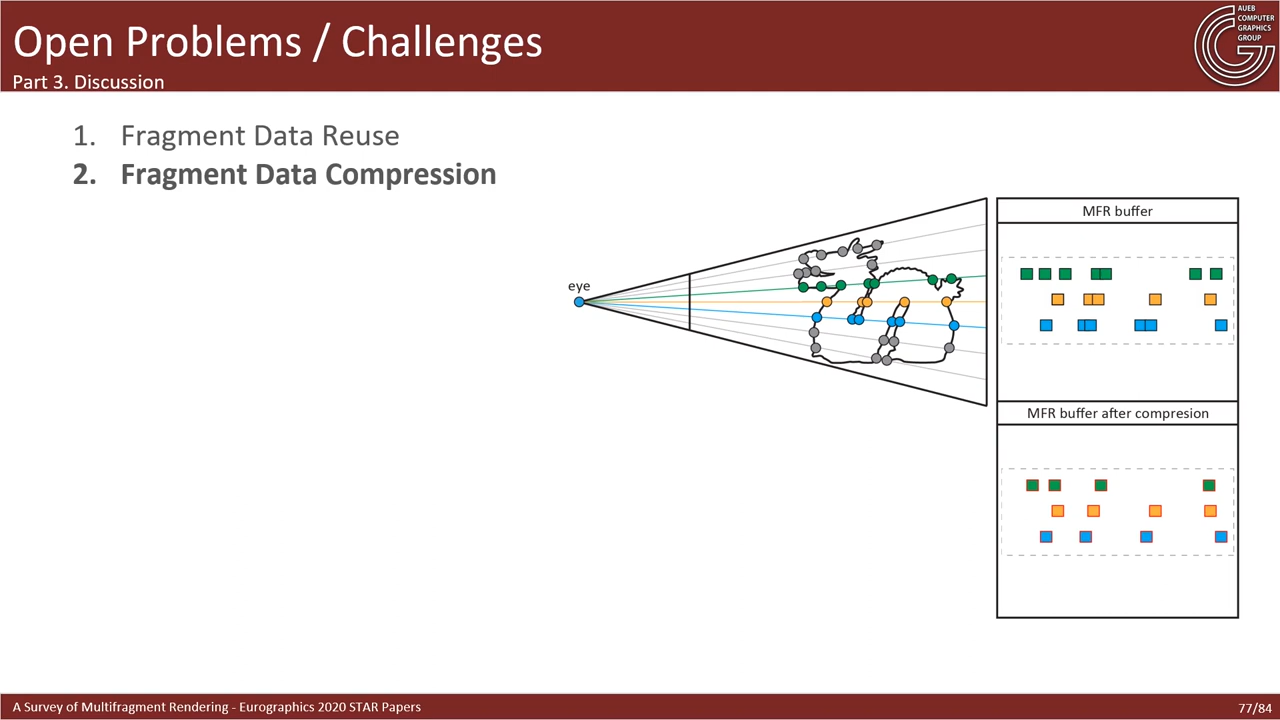 Open Problems / Challenges
Part 3. Discussion
AUEB
COMPUTER
GRAPHICS
GROUP
1. Fragment Data Reuse
2. Fragment Data Compression
eye
MFR buffer
MFR buffer after compresion
A Survey of Multifragment Rendering - Eurographics 2020 STAR Papers
77/84